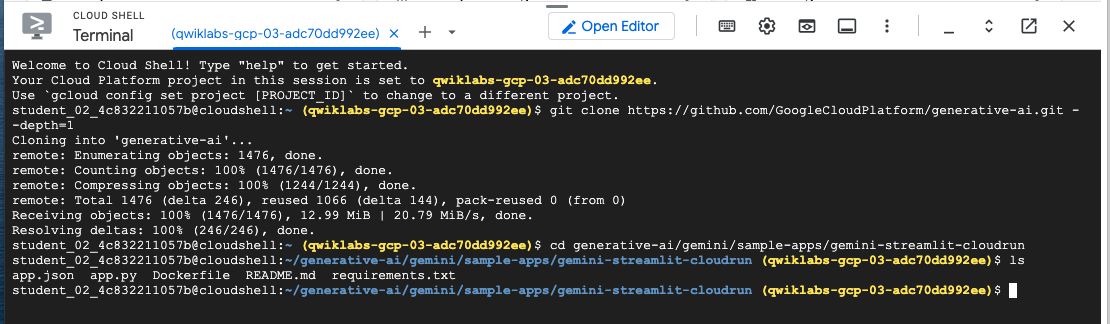 CLOUD SHELL
Terminal
(qwiklabs-gcp-03-adc70dd992ee)
Open Editor
Welcome to Cloud Shell! Type "help" to get started.
Your Cloud Platform project in this session is set to qwiklabs-gcp-03-adc70dd992ee.
Use `gcloud config set project [PROJECT_ID]` to change to a different project.
student_02_4c832211057b@cloudshell:~ (qwiklabs-gcp-03-adc70dd992ee)$ git clone https://github.com/GoogleCloudPlatform/generative-ai.git -
-depth=1
Cloning into 'generative-ai'...
remote: Enumerating objects: 1476, done.
remote: Counting objects: 100% (1476/1476), done.
remote: Compressing objects: 100% (1244/1244), done.
remote: Total 1476 (delta 246), reused 1066 (delta 144), pack-reused 0 (from 0)
Receiving objects: 100% (1476/1476), 12.99 MiB | 20.79 MiB/s, done.
Resolving deltas: 100% (246/246), done.
student_02_4c832211057b@cloudshell:~ (qwiklabs-gcp-03-adc70dd992ee)$ cd generative-ai/gemini/sample-apps/gemini-streamlit-cloudrun
student_02_4c832211057b@cloudshell:~/generative-ai/gemini/sample-apps/gemini-streamlit-cloudrun (qwiklabs-gcp-03-adc70dd992ee)$ ls
app.json  app.py  Dockerfile  README.md  requirements.txt
student_02_4c832211057b@cloudshell:~/generative-ai/gemini/sample-apps/gemini-streamlit-cloudrun (qwiklabs-gcp-03-adc70dd992ee)$